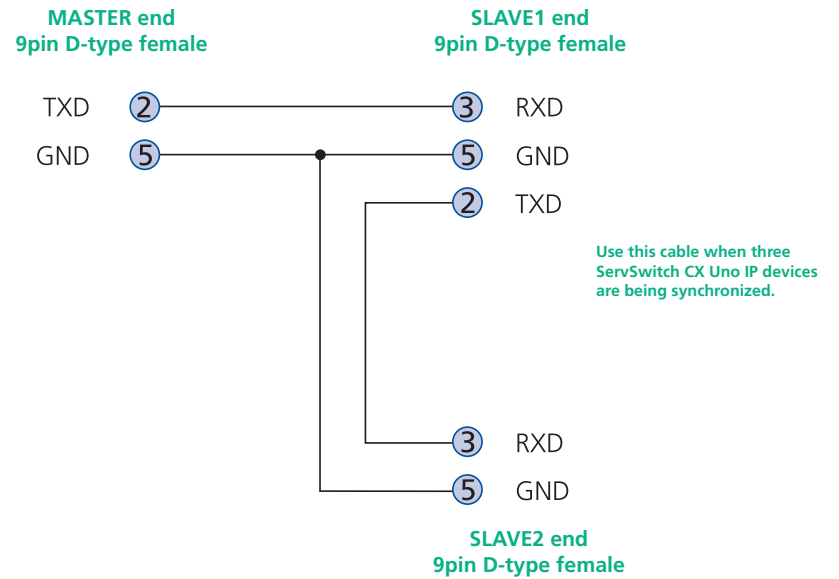 MASTER end
9pin D-type female
SLAVE1 end
9pin D-type female
TXD 2 3 RXD
GND 5 5 GND
2 TXD
Use this cable when three
ServSwitch CX Uno IP devices
are being synchronized.
3 RXD
5 GND
SLAVE2 end
9pin D-type female